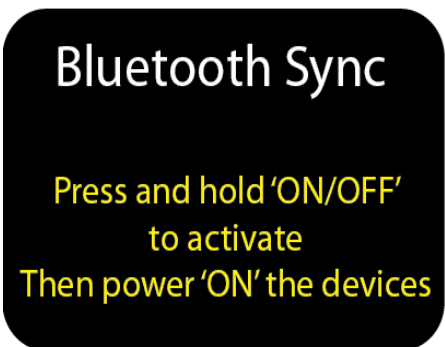 Bluetooth Sync
Press and hold ‘ON/OFF’
to activate
Then power ‘ON’ the devices